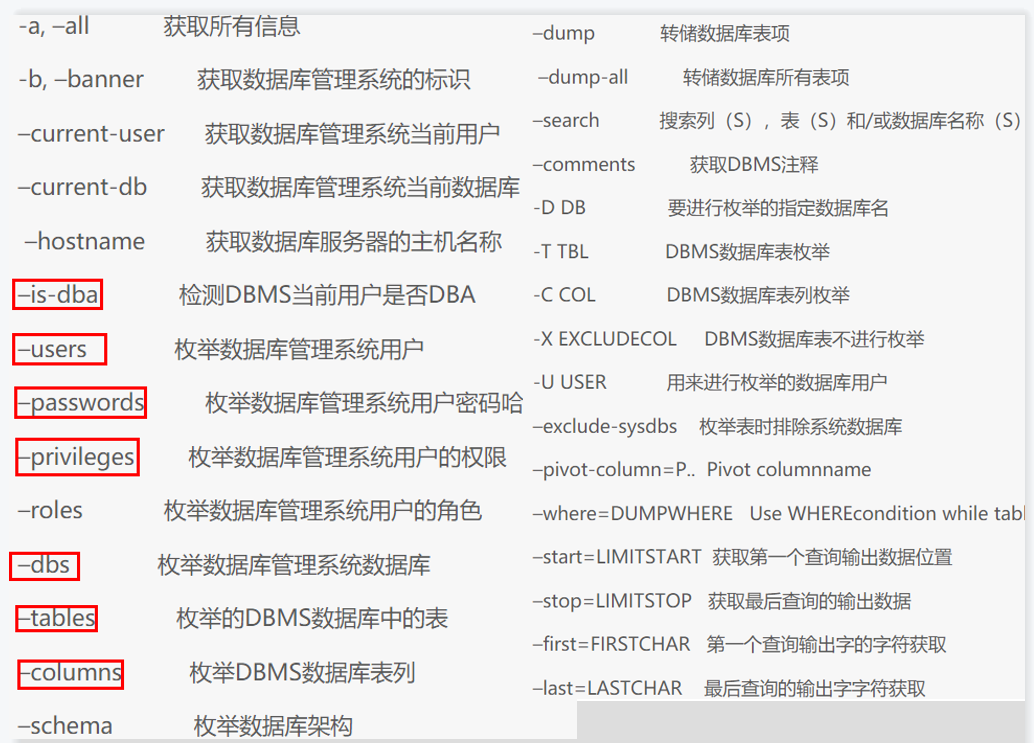 -a, –all 获取所有信息
-b, –banner 获取数据库管理系统的标识
–current-user 获取数据库管理系统当前用户
–current-db 获取数据库管理系统当前数据库
–hostname 获取数据库服务器的主机名称
–is-dba 检测DBMS当前用户是否DBA
–users 枚举数据库管理系统用户
–passwords 枚举数据库管理系统用户密码哈
–privileges 枚举数据库管理系统用户的权限
–roles 枚举数据库管理系统用户的角色
–dbs 枚举数据库管理系统数据库
–tables 枚举的DBMS数据库中的表
–columns 枚举DBMS数据库表列
–schema 枚举数据库架构
–dump 转储数据库表项
–dump-all 转储数据库所有表项
–search 搜索列（S），表（S）和/或数据库名称（S）
–comments 获取DBMS注释
-D DB 要进行枚举的指定数据库名
-T TBL DBMS数据库表枚举
-C COL DBMS数据库表列枚举
-X EXCLUDECOL DBMS数据库表不进行枚举
-U USER 用来进行枚举的数据库用户
–exclude-sysdbs 枚举表时排除系统数据库
–pivot-column=P.. Pivot columnname
–where=DUMPWHERE Use WHEREcondition while tabl
–start=LIMITSTART 获取第一个查询输出数据位置
–stop=LIMITSTOP 获取最后查询的输出数据
–first=FIRSTCHAR 第一个查询输出字的字符获取
–last=LASTCHAR 最后查询的输出字字符获取